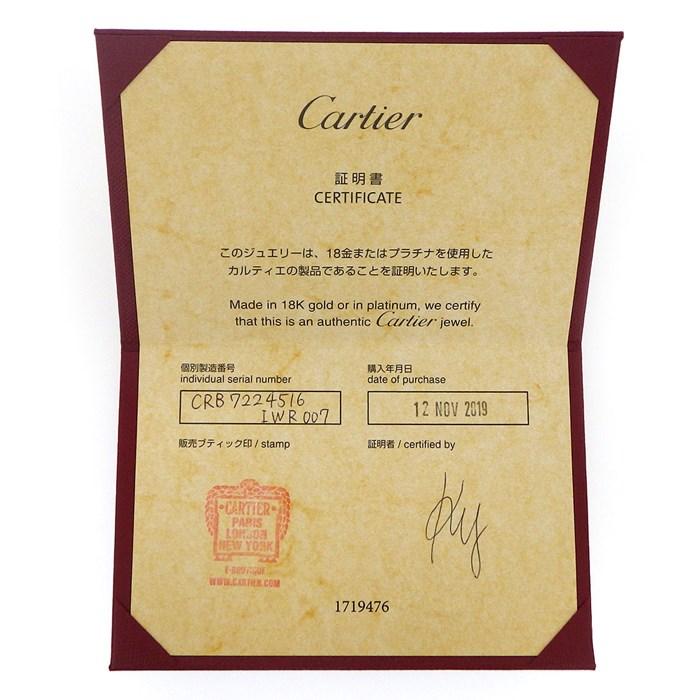 Cartier
証明書
CERTIFICATE
このジュエリーは、18金またはプラチナを使用した
カルティエの製品であることを証明いたします。
Made in 18K gold or in platinum, we certify
that this is an authentic Cartier jewel.
個別製造番号
individual serial number
CRB7224516
IWR007
購入年月日
date of purchase
12 NOV 2019
販売ブティック印 / stamp
証明者 / certified by
CARTIER
PARIS
LONDON
NEW YORK
E-BOUTIQUE
WWW.CARTIER.COM
1719476